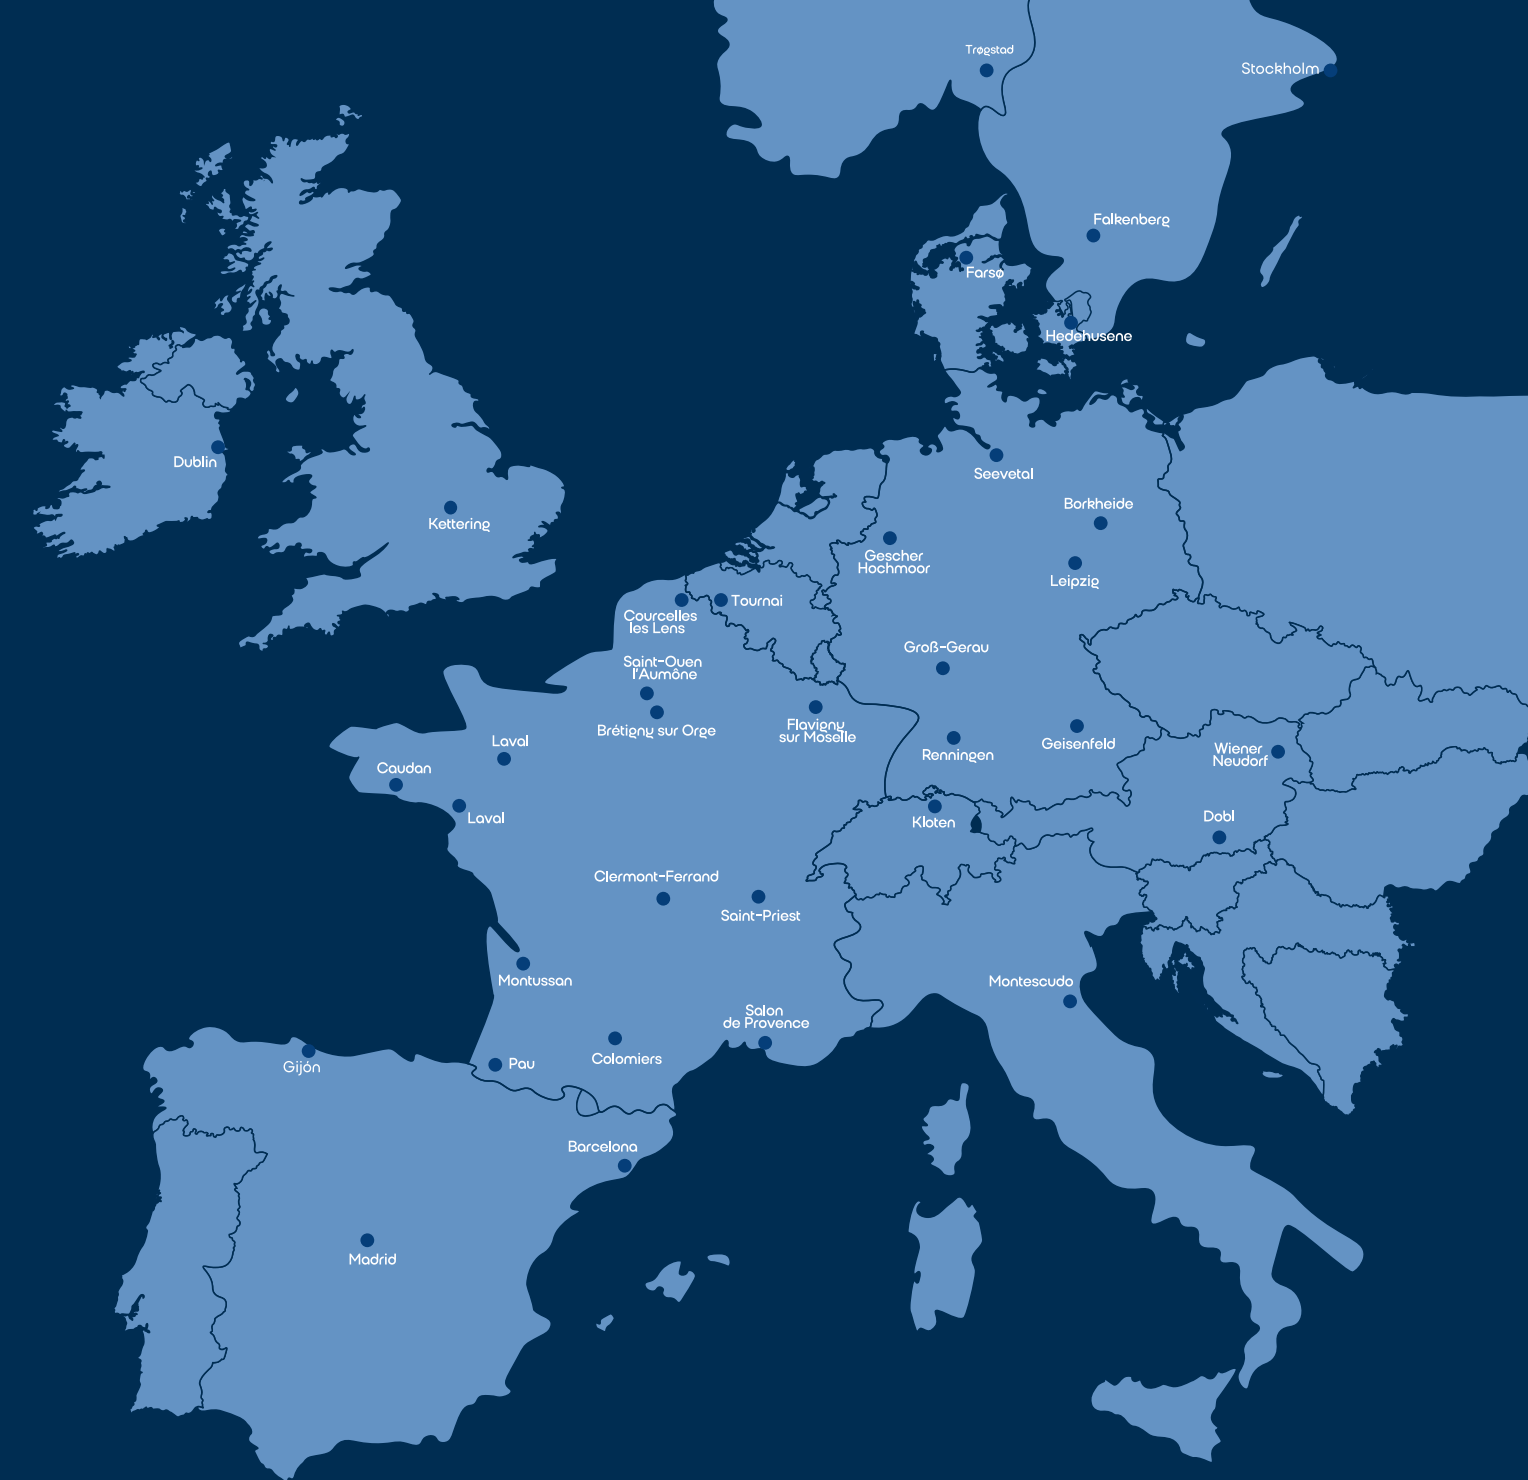 Trøgstad
Stockholm
Falkenberg
Farsø
Hedehusene
Dublin
Kettering
Seevetal
Borkheide
Gescher
Hochmoor
Leipzig
Courcelles
les Lens
Tournai
Groß-Gerau
Saint-Ouen
l'Aumône
Brétigny sur Orge
Flavigny
sur Moselle
Renningen
Geisenfeld
Wiener
Neudorf
Laval
Caudan
Laval
Kloten
Dobl
Clermont-Ferrand
Saint-Priest
Montussan
Montescudo
Salon
de Provence
Colomiers
Pau
Gijón
Barcelona
Madrid